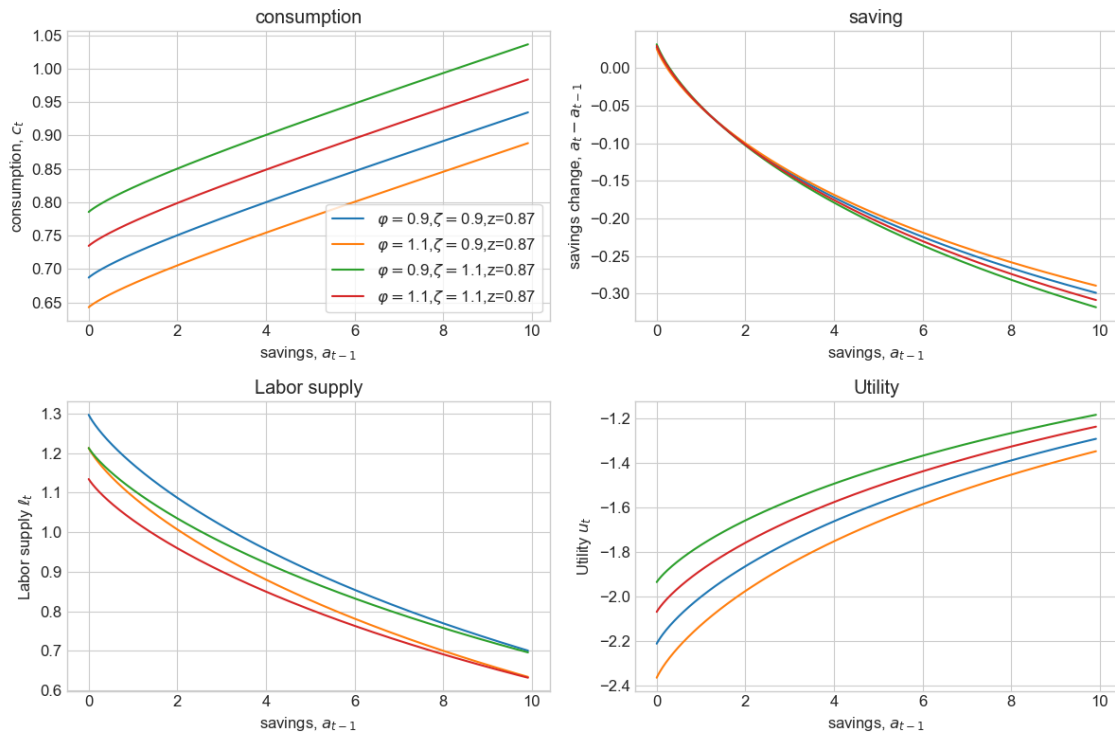 consumption
1.05
1.00
0.95
0.90
0.85
0.80
0.75
0.70
0.65
consumption, c_t
φ = 0.9,ζ = 0.9,z=0.87
φ = 1.1,ζ = 0.9,z=0.87
φ = 0.9,ζ = 1.1,z=0.87
φ = 1.1,ζ = 1.1,z=0.87
0 2 4 6 8 10
savings, a_{t−1}
saving
0.00
−0.05
−0.10
−0.15
−0.20
−0.25
−0.30
savings change, a_t − a_{t−1}
0 2 4 6 8 10
savings, a_{t−1}
Labor supply
1.3
1.2
1.1
1.0
0.9
0.8
0.7
0.6
Labor supply ℓ_t
0 2 4 6 8 10
savings, a_{t−1}
Utility
−1.2
−1.4
−1.6
−1.8
−2.0
−2.2
−2.4
Utility u_t
0 2 4 6 8 10
savings, a_{t−1}